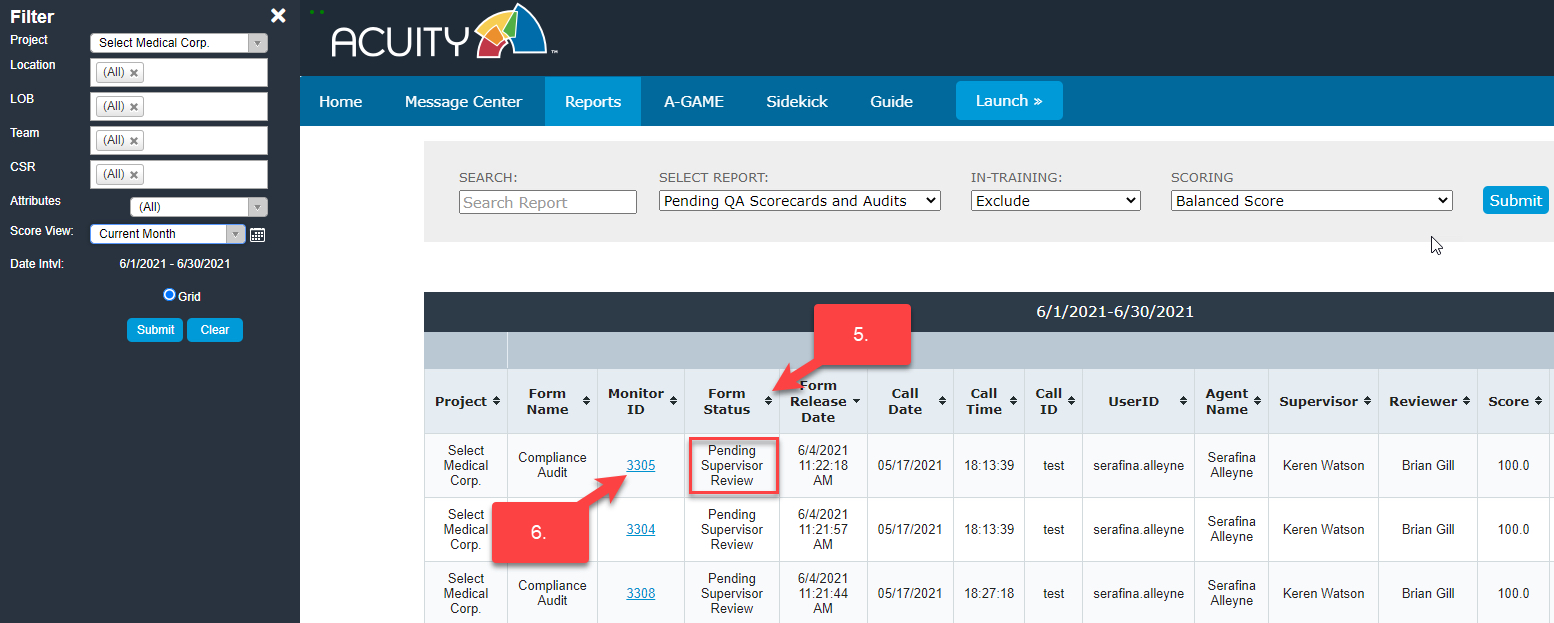 Filter
Project
Select Medical Corp.
Location
(All)
LOB
(All)
Team
(All)
CSR
(All)
Attributes
(All)
Score View:
Current Month
Date Intvl:
6/1/2021 - 6/30/2021
Grid
Submit
Clear
ACUITY™
Home
Message Center
Reports
A-GAME
Sidekick
Guide
Launch »
SEARCH:
Search Report
SELECT REPORT:
Pending QA Scorecards and Audits
IN-TRAINING:
Exclude
SCORING
Balanced Score
Submit
6/1/2021-6/30/2021
5.
Project
Form
Name
Monitor
ID
Form
Status
Form
Release
Date
Call
Date
Call
Time
Call
ID
UserID
Agent
Name
Supervisor
Reviewer
Score
Select
Medical
Corp.
Compliance
Audit
3305
Pending
Supervisor
Review
6/4/2021
11:22:18
AM
05/17/2021
18:13:39
test
serafina.alleyne
Serafina
Alleyne
Keren Watson
Brian Gill
100.0
Select
Medical
Corp.
6.
3304
Pending
Supervisor
Review
6/4/2021
11:21:57
AM
05/17/2021
18:13:39
test
serafina.alleyne
Serafina
Alleyne
Keren Watson
Brian Gill
100.0
Select
Medical
Corp.
Compliance
Audit
3308
Pending
Supervisor
Review
6/4/2021
11:21:44
AM
05/17/2021
18:27:18
test
serafina.alleyne
Serafina
Alleyne
Keren Watson
Brian Gill
100.0